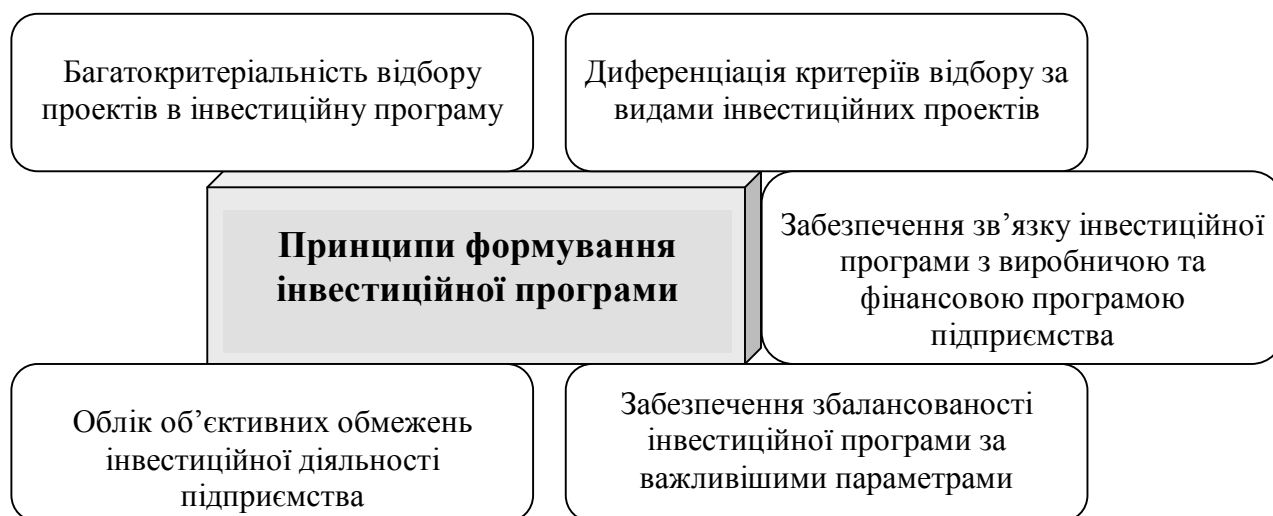 Багатокритеріальність відбору
проектів в інвестиційну програму
Диференціація критеріїв відбору за
видами інвестиційних проектів
Принципи формування
інвестиційної програми
Забезпечення зв’язку інвестиційної
програми з виробничою та
фінансовою програмою
підприємства
Облік об’єктивних обмежень
інвестиційної діяльності
підприємства
Забезпечення збалансованості
інвестиційної програми за
важливішими параметрами